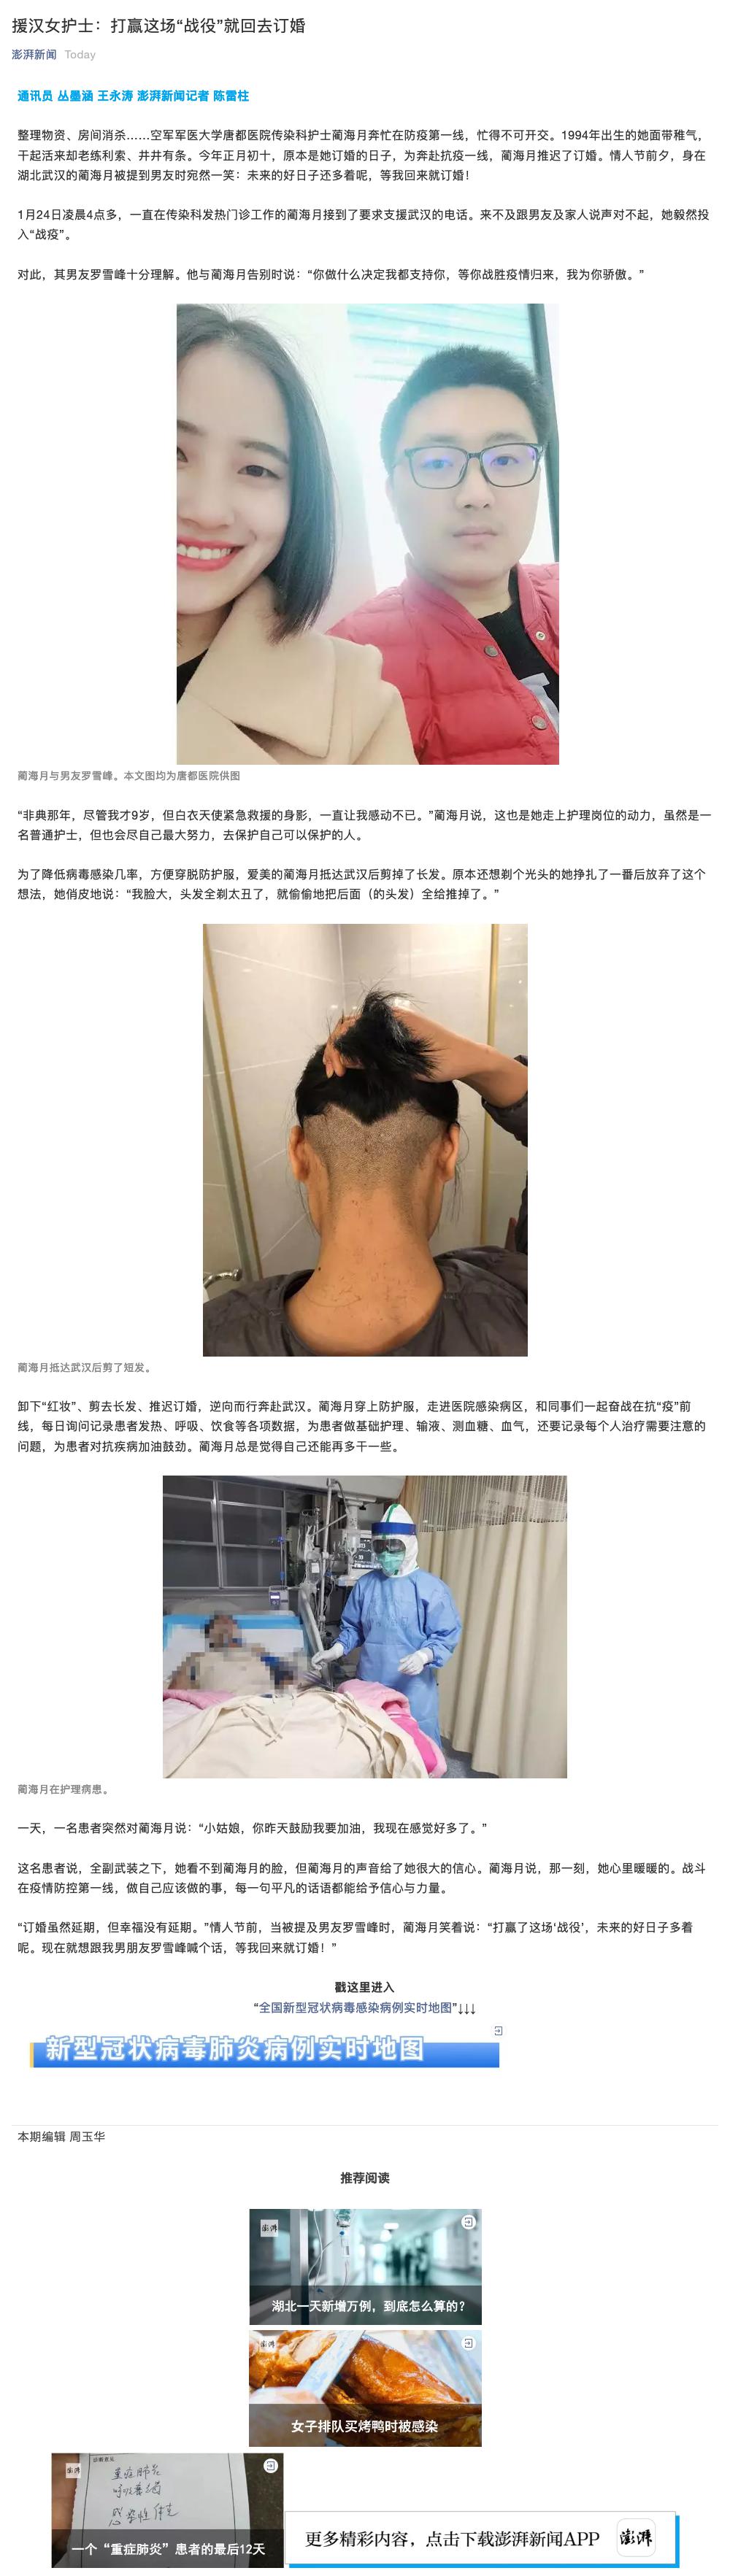 援汉女护士：打赢这场“战役”就回去订婚
澎湃新闻 Today
通讯员 丛墨涵 王永涛 澎湃新闻记者 陈雷柱
整理物资、房间消杀……空军军医大学唐都医院传染科护士蔺海月奔忙在防疫第一线，忙得不可开交。1994年出生的她面带稚气，
干起活来却老练利索、井井有条。今年正月初十，原本是她订婚的日子，为奔赴抗疫一线，蔺海月推迟了订婚。情人节前夕，身在
湖北武汉的蔺海月被提到男友时宛然一笑：未来的好日子还多着呢，等我回来就订婚！
1月24日凌晨4点多，一直在传染科发热门诊工作的蔺海月接到了要求支援武汉的电话。来不及跟男友及家人说声对不起，她毅然投
入“战疫”。
对此，其男友罗雪峰十分理解。他与蔺海月告别时说：“你做什么决定我都支持你，等你战胜疫情归来，我为你骄傲。”
蔺海月与男友罗雪峰。本文图均为唐都医院供图
“非典那年，尽管我才9岁，但白衣天使紧急救援的身影，一直让我感动不已。”蔺海月说，这也是她走上护理岗位的动力，虽然是一
名普通护士，但也会尽自己最大努力，去保护自己可以保护的人。
为了降低病毒感染几率，方便穿脱防护服，爱美的蔺海月抵达武汉后剪掉了长发。原本还想剃个光头的她挣扎了一番后放弃了这个
想法，她俏皮地说：“我脸大，头发全剃太丑了，就偷偷地把后面（的头发）全给推掉了。”
蔺海月抵达武汉后剪了短发。
卸下“红妆”、剪去长发、推迟订婚，逆向而行奔赴武汉。蔺海月穿上防护服，走进医院感染病区，和同事们一起奋战在抗“疫”前
线，每日询问记录患者发热、呼吸、饮食等各项数据，为患者做基础护理、输液、测血糖、血气，还要记录每个人治疗需要注意的
问题，为患者对抗疾病加油鼓劲。蔺海月总是觉得自己还能再多干一些。
蔺海月在护理病患。
一天，一名患者突然对蔺海月说：“小姑娘，你昨天鼓励我要加油，我现在感觉好多了。”
这名患者说，全副武装之下，她看不到蔺海月的脸，但蔺海月的声音给了她很大的信心。蔺海月说，那一刻，她心里暖暖的。战斗
在疫情防控第一线，做自己应该做的事，每一句平凡的话语都能给予信心与力量。
“订婚虽然延期，但幸福没有延期。”情人节前，当被提及男友罗雪峰时，蔺海月笑着说：“打赢了这场‘战役’，未来的好日子多着
呢。现在就想跟我男朋友罗雪峰喊个话，等我回来就订婚！”
戳这里进入
“全国新型冠状病毒感染病例实时地图”↓↓↓
新型冠状病毒肺炎病例实时地图
本期编辑 周玉华
推荐阅读
澎湃
湖北一天新增万例，到底怎么算的？
澎湃
女子排队买烤鸭时被感染
澎湃
重症肺炎
一个“重症肺炎”患者的最后12天
更多精彩内容，点击下载澎湃新闻APP 澎湃